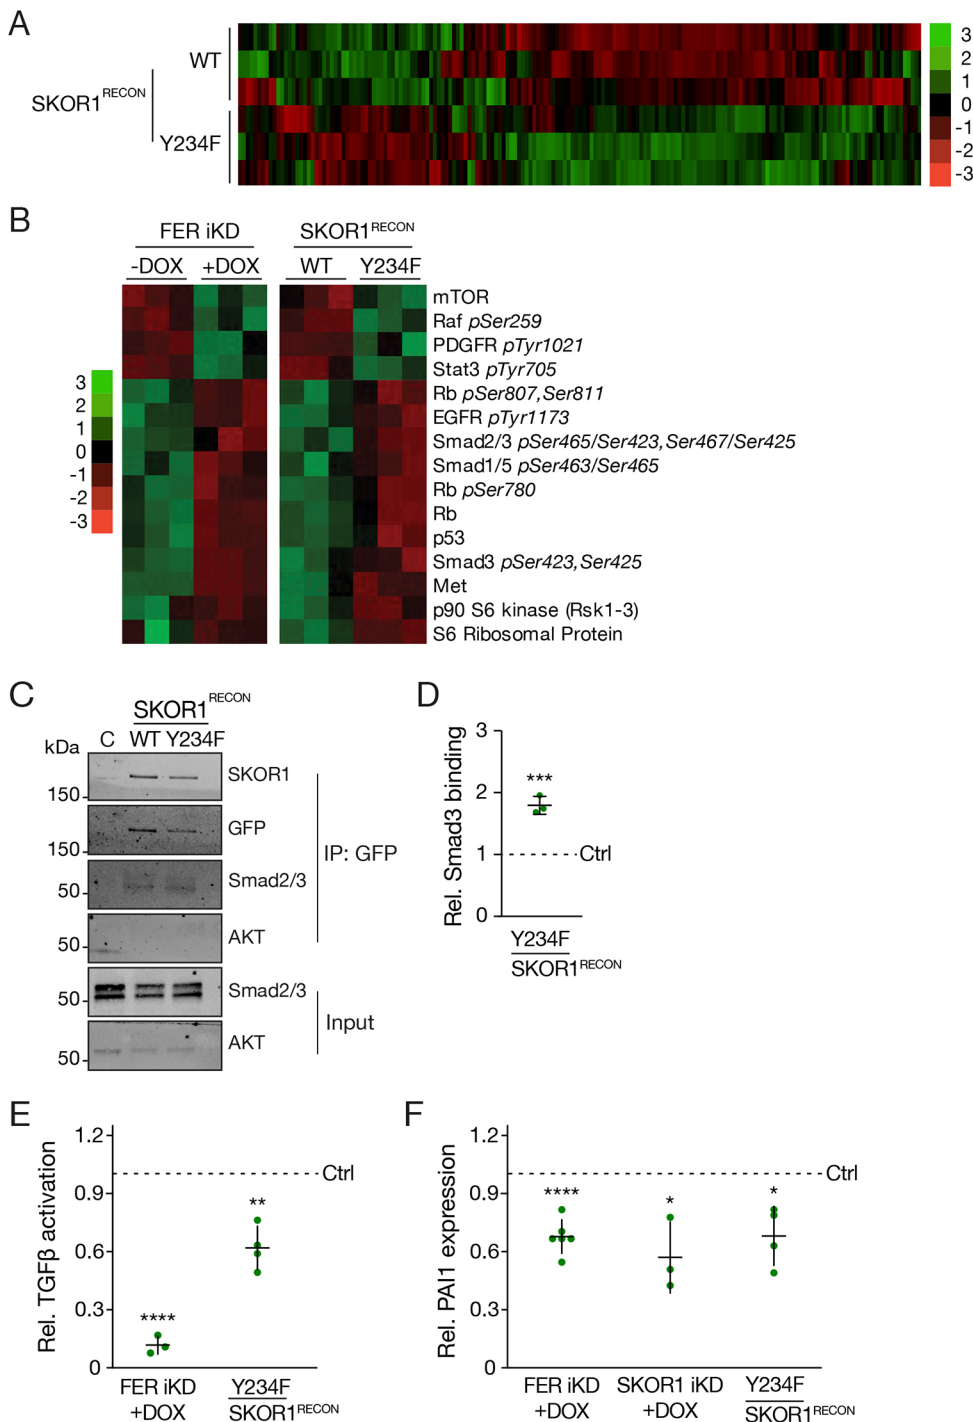 A
SKOR1RECON
WT
Y234F
3
2
1
0
-1
-2
-3
B
FER iKD
SKOR1RECON
-DOX +DOX WT Y234F
mTOR
Raf pSer259
PDGFR pTyr1021
Stat3 pTyr705
Rb pSer807,Ser811
EGFR pTyr1173
Smad2/3 pSer465/Ser423,Ser467/Ser425
Smad1/5 pSer463/Ser465
Rb pSer780
Rb
p53
Smad3 pSer423,Ser425
Met
p90 S6 kinase (Rsk1-3)
S6 Ribosomal Protein
3
2
1
0
-1
-2
-3
C
SKOR1RECON
kDa C WT Y234F
150 SKOR1
150 GFP
50 Smad2/3
50 AKT
IP: GFP
50 Smad2/3
50 AKT
Input
D
Rel. Smad3 binding
3
2
1
0
***
Ctrl
Y234F
SKOR1RECON
E
Rel. TGFβ activation
1.2
0.9
0.6
0.3
0
Ctrl
**
****
FER iKD
+DOX
Y234F
SKOR1RECON
F
Rel. PAI1 expression
1.2
0.9
0.6
0.3
0
Ctrl
**** * *
FER iKD
+DOX
SKOR1 iKD
+DOX
Y234F
SKOR1RECON